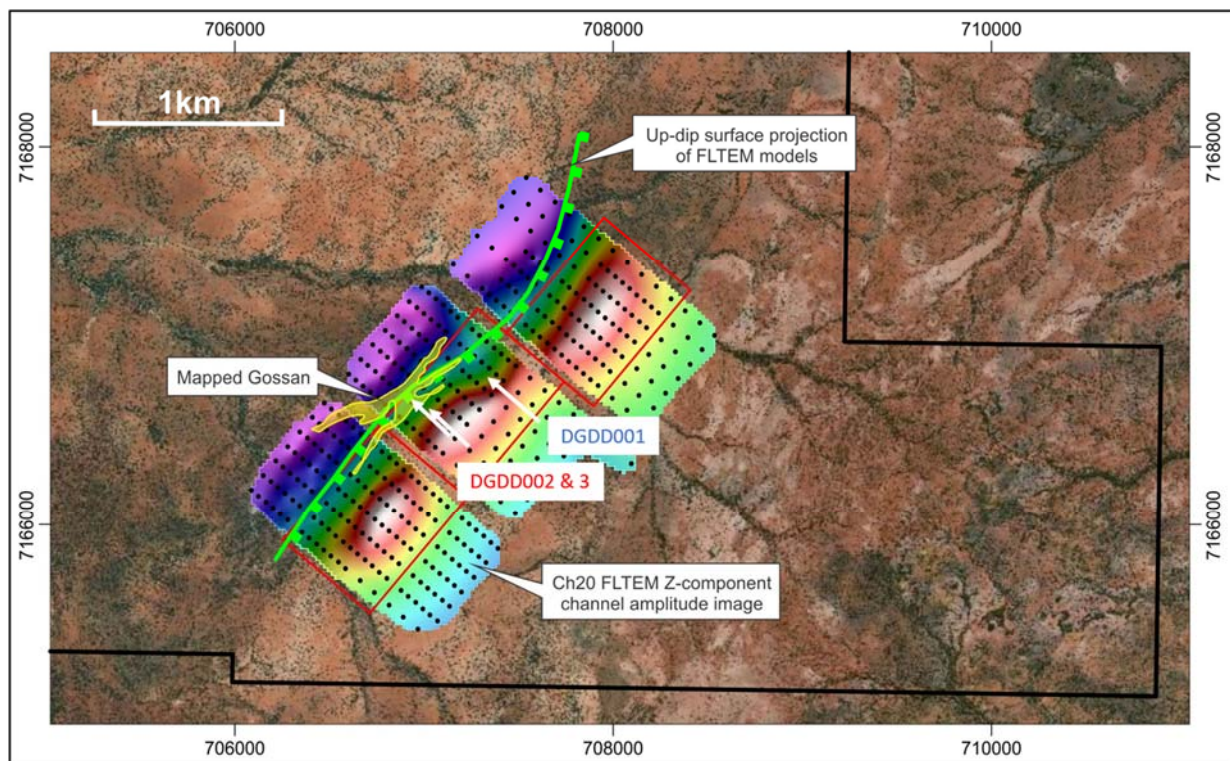 706000
708000
710000
1km
7168000
7168000
Up-dip surface projection
of FLTEM models
Mapped Gossan
DGDD001
DGDD002 & 3
7166000
7166000
Ch20 FLTEM Z-component
channel amplitude image
706000
708000
710000